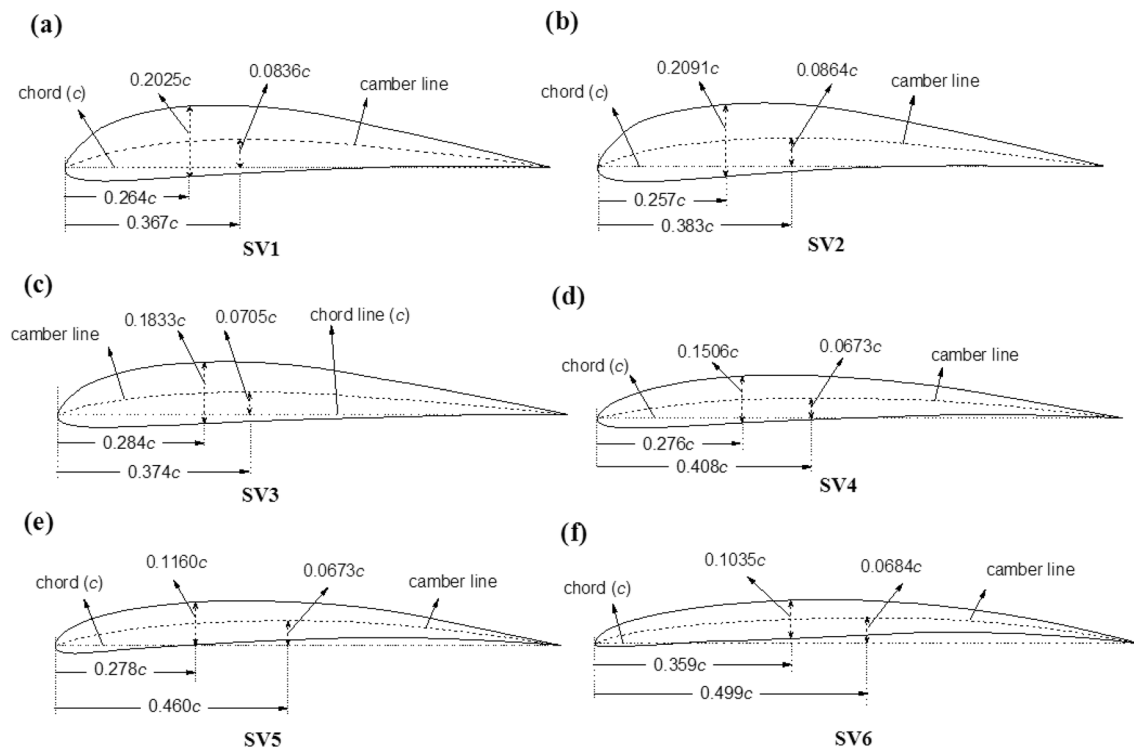 (a)
0.2025c
0.0836c
chord (c)
camber line
0.264c
0.367c
SV1
(b)
0.2091c
0.0864c
chord (c)
camber line
0.257c
0.383c
SV2
(c)
0.1833c
0.0705c
chord line (c)
camber line
0.284c
0.374c
SV3
(d)
0.1506c
0.0673c
chord (c)
camber line
0.276c
0.408c
SV4
(e)
0.1160c
0.0673c
chord (c)
camber line
0.278c
0.460c
SV5
(f)
0.1035c
0.0684c
chord (c)
camber line
0.359c
0.499c
SV6